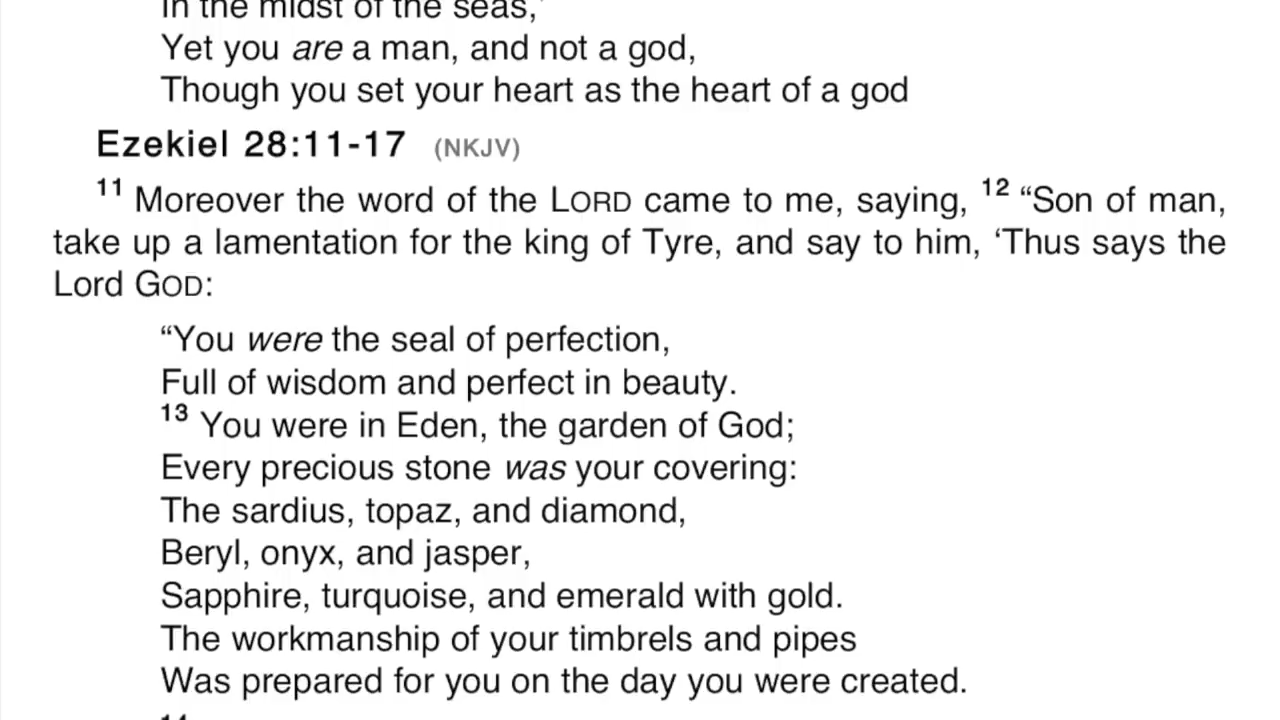 in the midst of the seas,'
Yet you are a man, and not a god,
Though you set your heart as the heart of a god
Ezekiel 28:11-17 (NKJV)
11 Moreover the word of the LORD came to me, saying, 12 “Son of man,
take up a lamentation for the king of Tyre, and say to him, ‘Thus says the
Lord GOD:
“You were the seal of perfection,
Full of wisdom and perfect in beauty.
13 You were in Eden, the garden of God;
Every precious stone was your covering:
The sardius, topaz, and diamond,
Beryl, onyx, and jasper,
Sapphire, turquoise, and emerald with gold.
The workmanship of your timbrels and pipes
Was prepared for you on the day you were created.